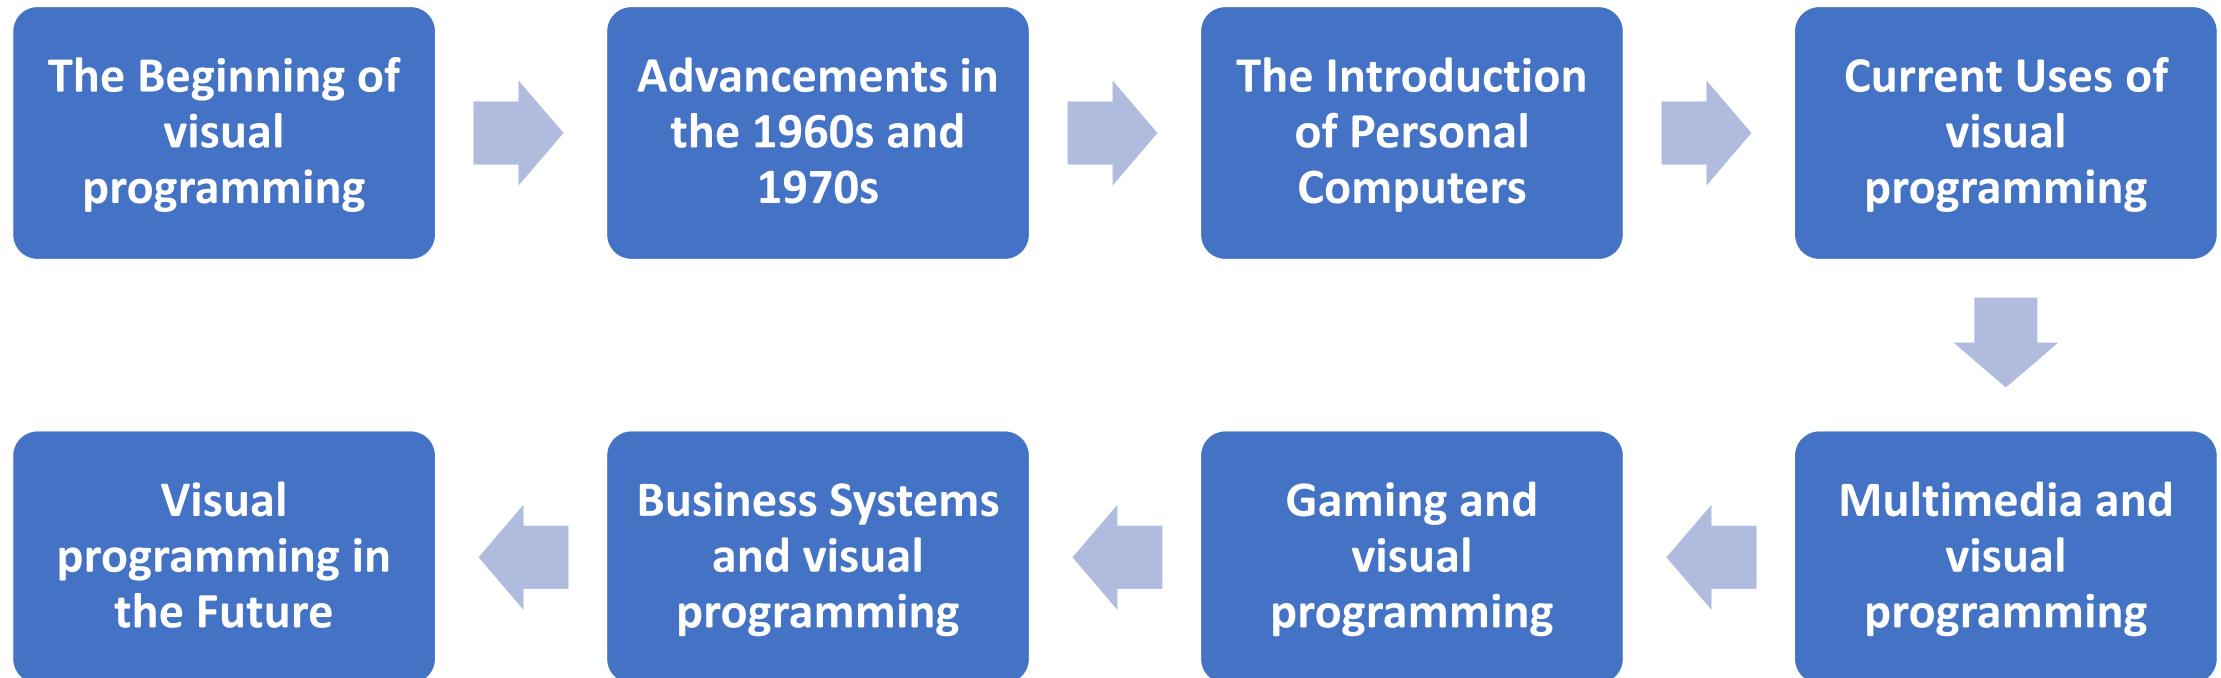 The Beginning of
visual
programming
Advancements in
the 1960s and
1970s
The Introduction
of Personal
Computers
Current Uses of
visual
programming
Multimedia and
visual
programming
Gaming and
visual
programming
Business Systems
and visual
programming
Visual
programming in
the Future